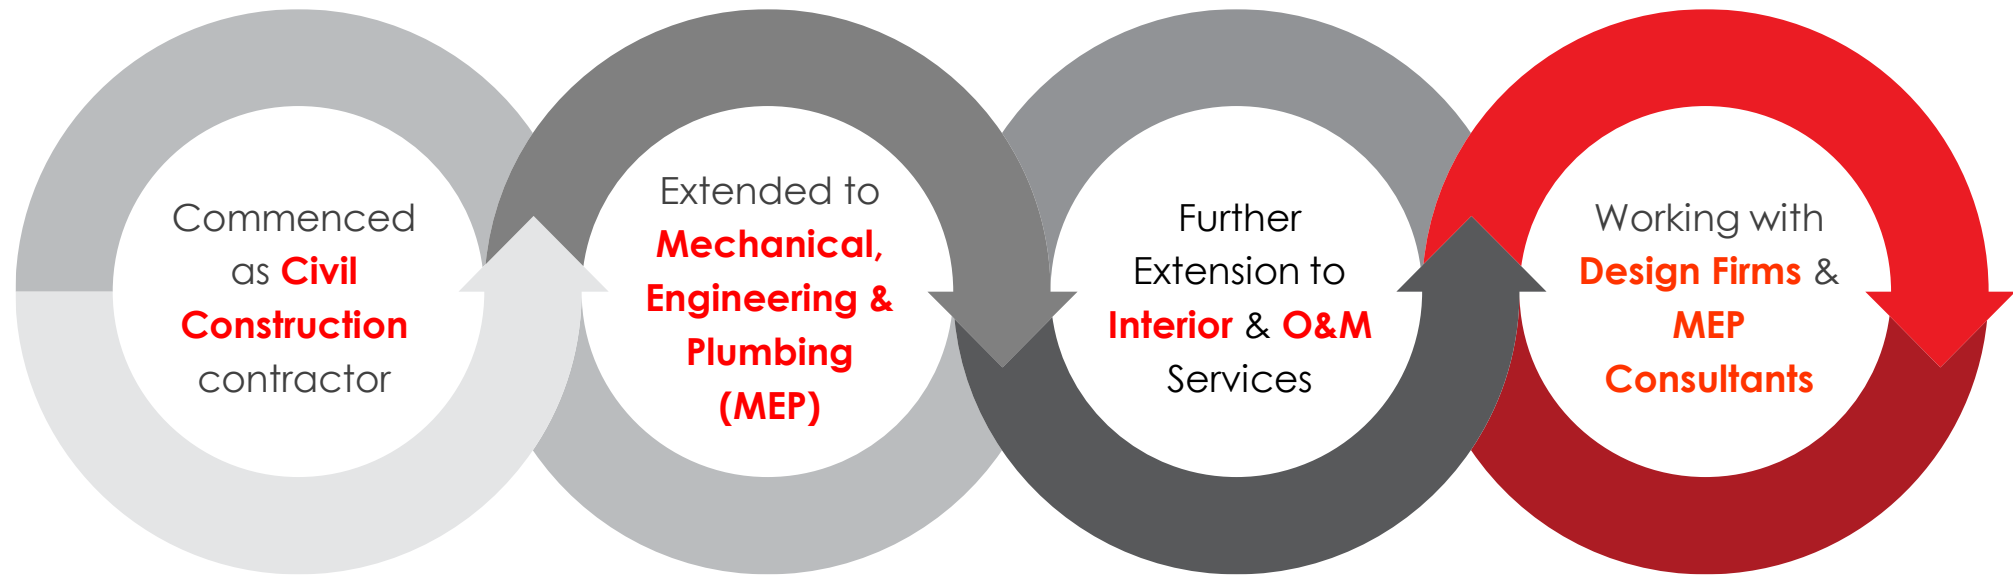 Commenced
as Civil
Construction
contractor
Extended to
Mechanical,
Engineering &
Plumbing
(MEP)
Further
Extension to
Interior & O&M
Services
Working with
Design Firms &
MEP
Consultants